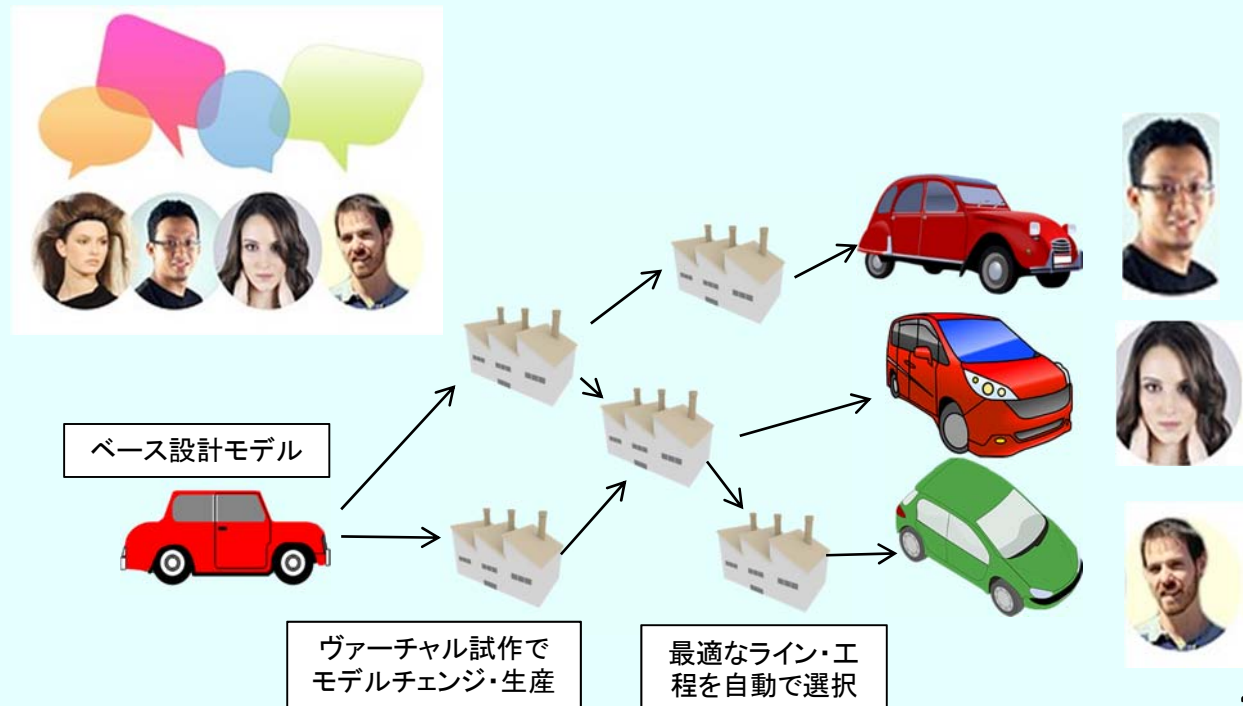 ベース設計モデル
ヴァーチャル試作で
モデルチェンジ・生産
最適なライン・工
程を自動で選択